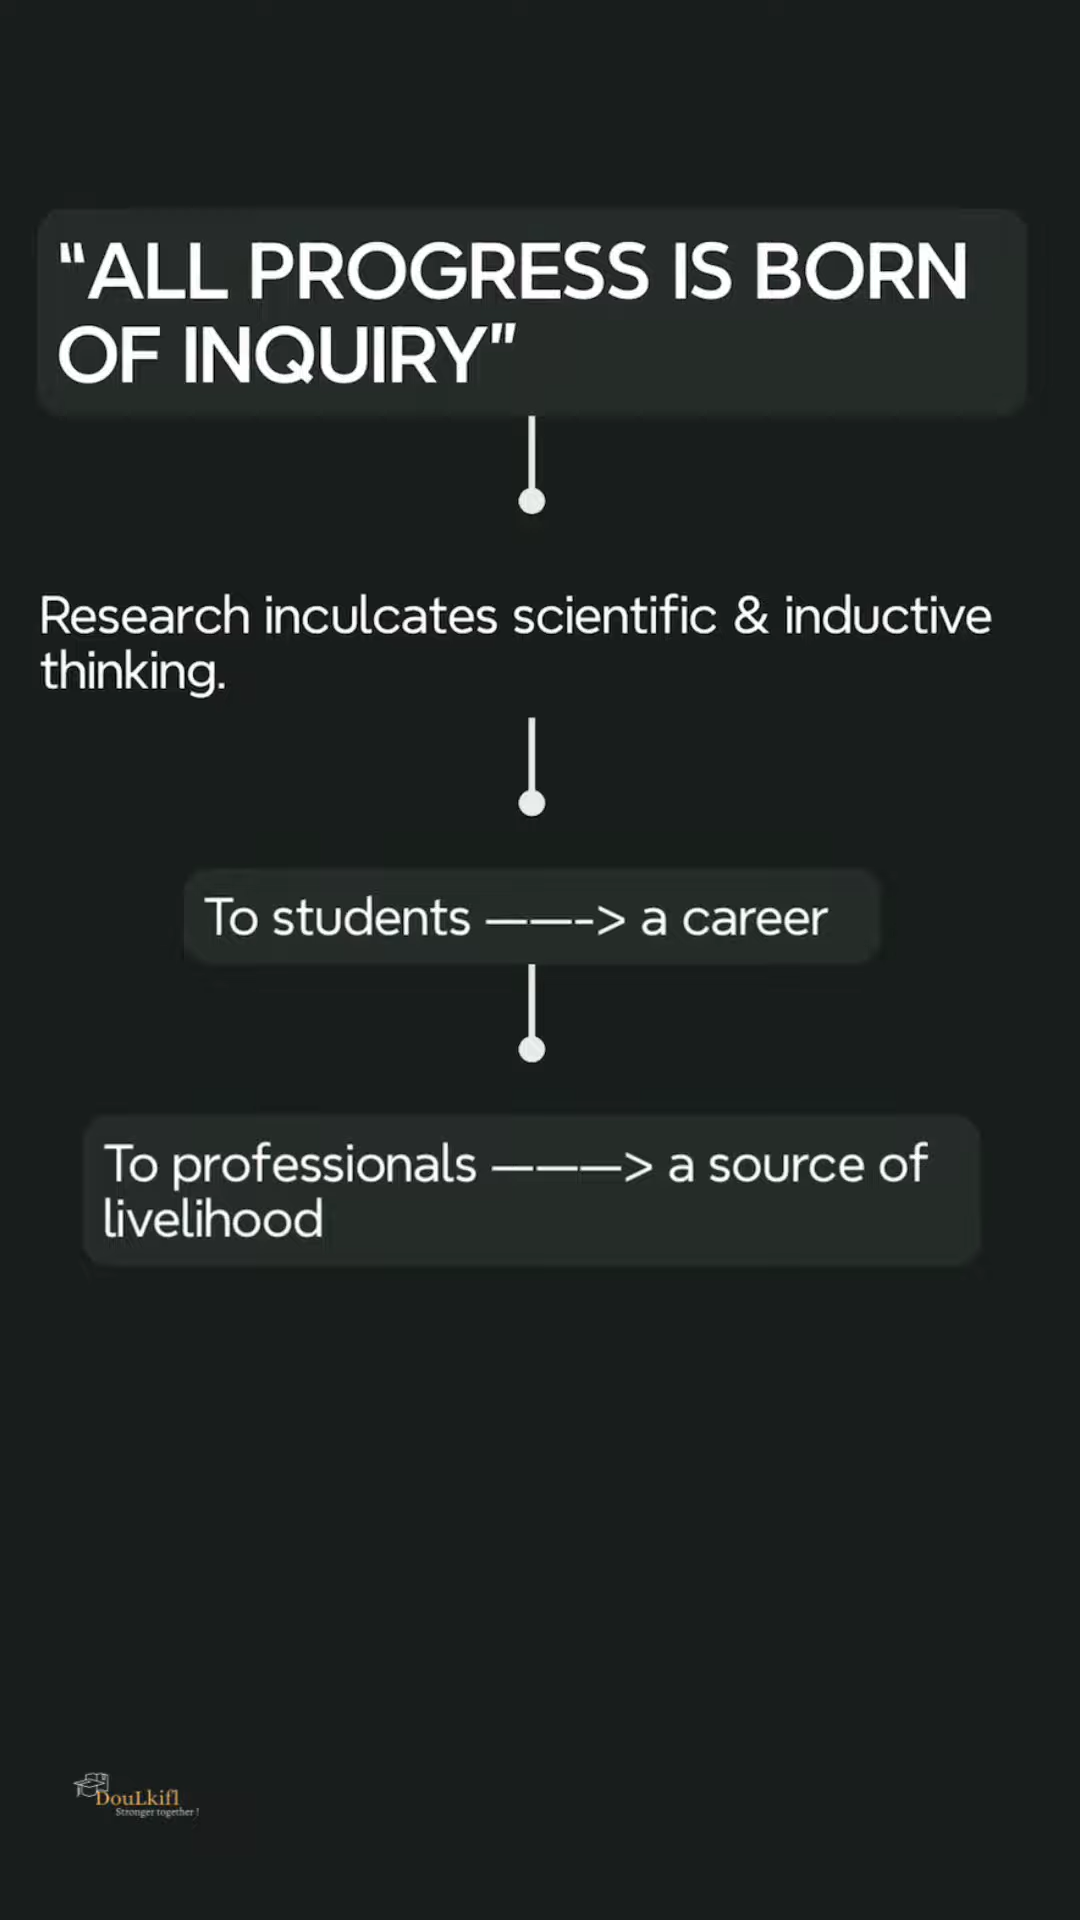 “ALL PROGRESS IS BORN
OF INQUIRY”
Research inculcates scientific & inductive
thinking.
To students ——-> a career
To professionals ———> a source of
livelihood
DouLkifl
Stronger together !